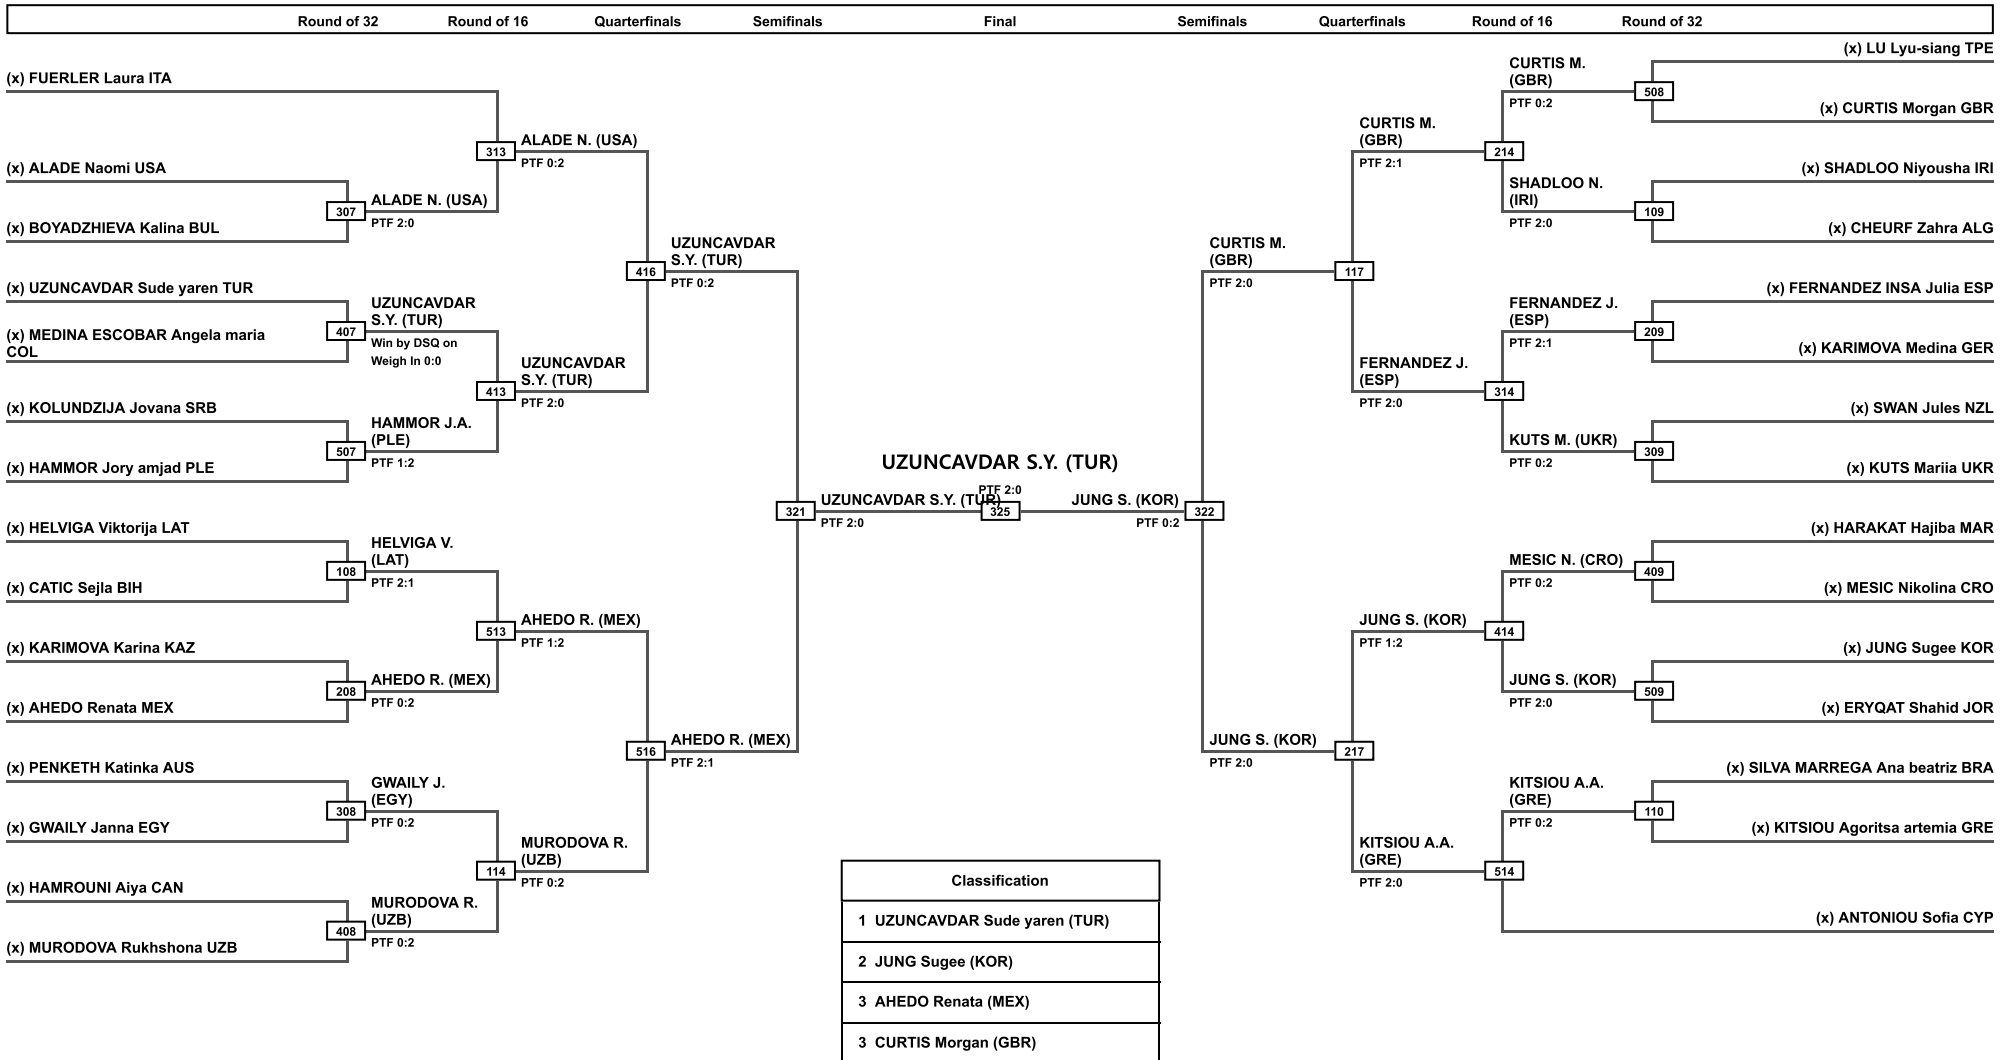 Round of 32
Round of 16
Quarterfinals
Semifinals
Final
Semifinals
Quarterfinals
Round of 16
Round of 32
(x) FUERLER Laura ITA
(x) ALADE Naomi USA
(x) BOYADZHIEVA Kalina BUL
(x) UZUNCAVDAR Sude yaren TUR
(x) MEDINA ESCOBAR Angela maria
COL
(x) KOLUNDZIJA Jovana SRB
(x) HAMMOR Jory amjad PLE
(x) HELVIGA Viktorija LAT
(x) CATIC Sejla BIH
(x) KARIMOVA Karina KAZ
(x) AHEDO Renata MEX
(x) PENKETH Katinka AUS
(x) GWAILY Janna EGY
(x) HAMROUNI Aiya CAN
(x) MURODOVA Rukhshona UZB
307
ALADE N. (USA)
PTF 2:0
407
UZUNCAVDAR
S.Y. (TUR)
Win by DSQ on
Weigh In 0:0
507
HAMMOR J.A.
(PLE)
PTF 1:2
108
HELVIGA V.
(LAT)
PTF 2:1
208
AHEDO R. (MEX)
PTF 0:2
308
GWAILY J.
(EGY)
PTF 0:2
408
MURODOVA R.
(UZB)
PTF 0:2
313
ALADE N. (USA)
PTF 0:2
413
UZUNCAVDAR
S.Y. (TUR)
PTF 2:0
513
AHEDO R. (MEX)
PTF 1:2
114
MURODOVA R.
(UZB)
PTF 0:2
416
UZUNCAVDAR
S.Y. (TUR)
PTF 0:2
516
AHEDO R. (MEX)
PTF 2:1
321
UZUNCAVDAR S.Y. (TUR)
PTF 2:0
UZUNCAVDAR S.Y. (TUR)
PTF 2:0
325
JUNG S. (KOR)
PTF 0:2
322
CURTIS M.
(GBR)
PTF 2:0
117
JUNG S. (KOR)
PTF 2:0
217
CURTIS M.
(GBR)
PTF 2:1
214
FERNANDEZ J.
(ESP)
PTF 2:0
314
JUNG S. (KOR)
PTF 1:2
414
KITSIOU A.A.
(GRE)
PTF 2:0
514
CURTIS M.
(GBR)
PTF 0:2
508
SHADLOO N.
(IRI)
PTF 2:0
109
FERNANDEZ J.
(ESP)
PTF 2:1
209
KUTS M. (UKR)
PTF 0:2
309
MESIC N. (CRO)
PTF 0:2
409
JUNG S. (KOR)
PTF 2:0
509
KITSIOU A.A.
(GRE)
PTF 0:2
110
(x) LU Lyu-siang TPE
(x) CURTIS Morgan GBR
(x) SHADLOO Niyousha IRI
(x) CHEURF Zahra ALG
(x) FERNANDEZ INSA Julia ESP
(x) KARIMOVA Medina GER
(x) SWAN Jules NZL
(x) KUTS Mariia UKR
(x) HARAKAT Hajiba MAR
(x) MESIC Nikolina CRO
(x) JUNG Sugee KOR
(x) ERYQAT Shahid JOR
(x) SILVA MARREGA Ana beatriz BRA
(x) KITSIOU Agoritsa artemia GRE
(x) ANTONIOU Sofia CYP
Classification
1 UZUNCAVDAR Sude yaren (TUR)
2 JUNG Sugee (KOR)
3 AHEDO Renata (MEX)
3 CURTIS Morgan (GBR)